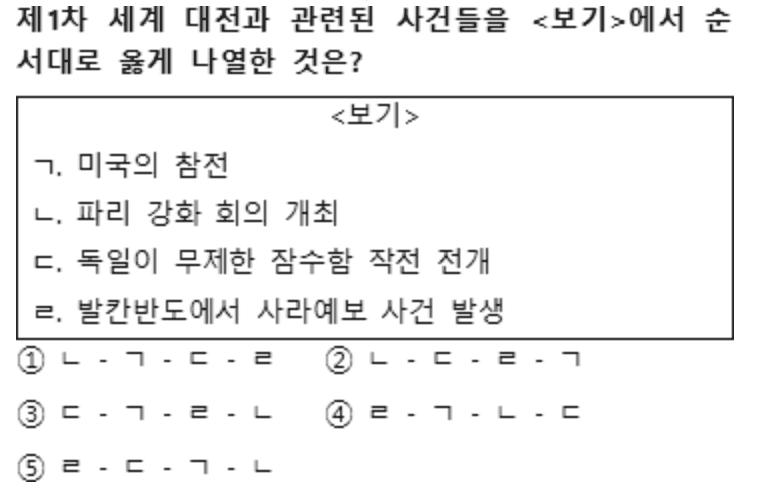 제1차 세계 대전과 관련된 사건들을 <보기>에서 순
서대로 옳게 나열한 것은?
<보기>
ㄱ. 미국의 참전
ㄴ. 파리 강화 회의 개최
ㄷ. 독일이 무제한 잠수함 작전 전개
ㄹ. 발칸반도에서 사라예보 사건 발생
① ㄴ - ㄱ - ㄷ - ㄹ ② ㄴ - ㄷ - ㄹ - ㄱ
③ ㄷ - ㄱ - ㄹ - ㄴ ④ ㄹ - ㄱ - ㄴ - ㄷ
⑤ ㄹ - ㄷ - ㄱ - ㄴ